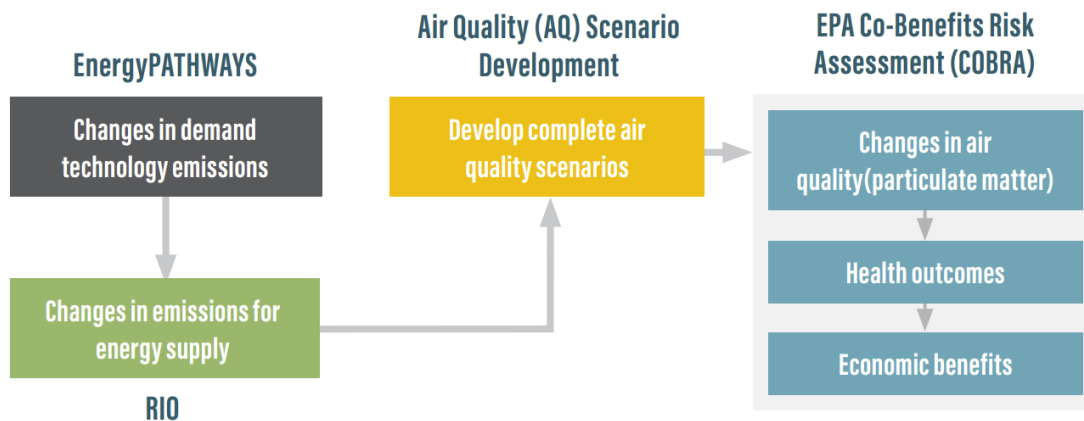 EnergyPATHWAYS
Changes in demand
technology emissions
Changes in emissions for
energy supply
RIO
Air Quality (AQ) Scenario
Development
Develop complete air
quality scenarios
EPA Co-Benefits Risk
Assessment (COBRA)
Changes in air
quality(particulate matter)
Health outcomes
Economic benefits